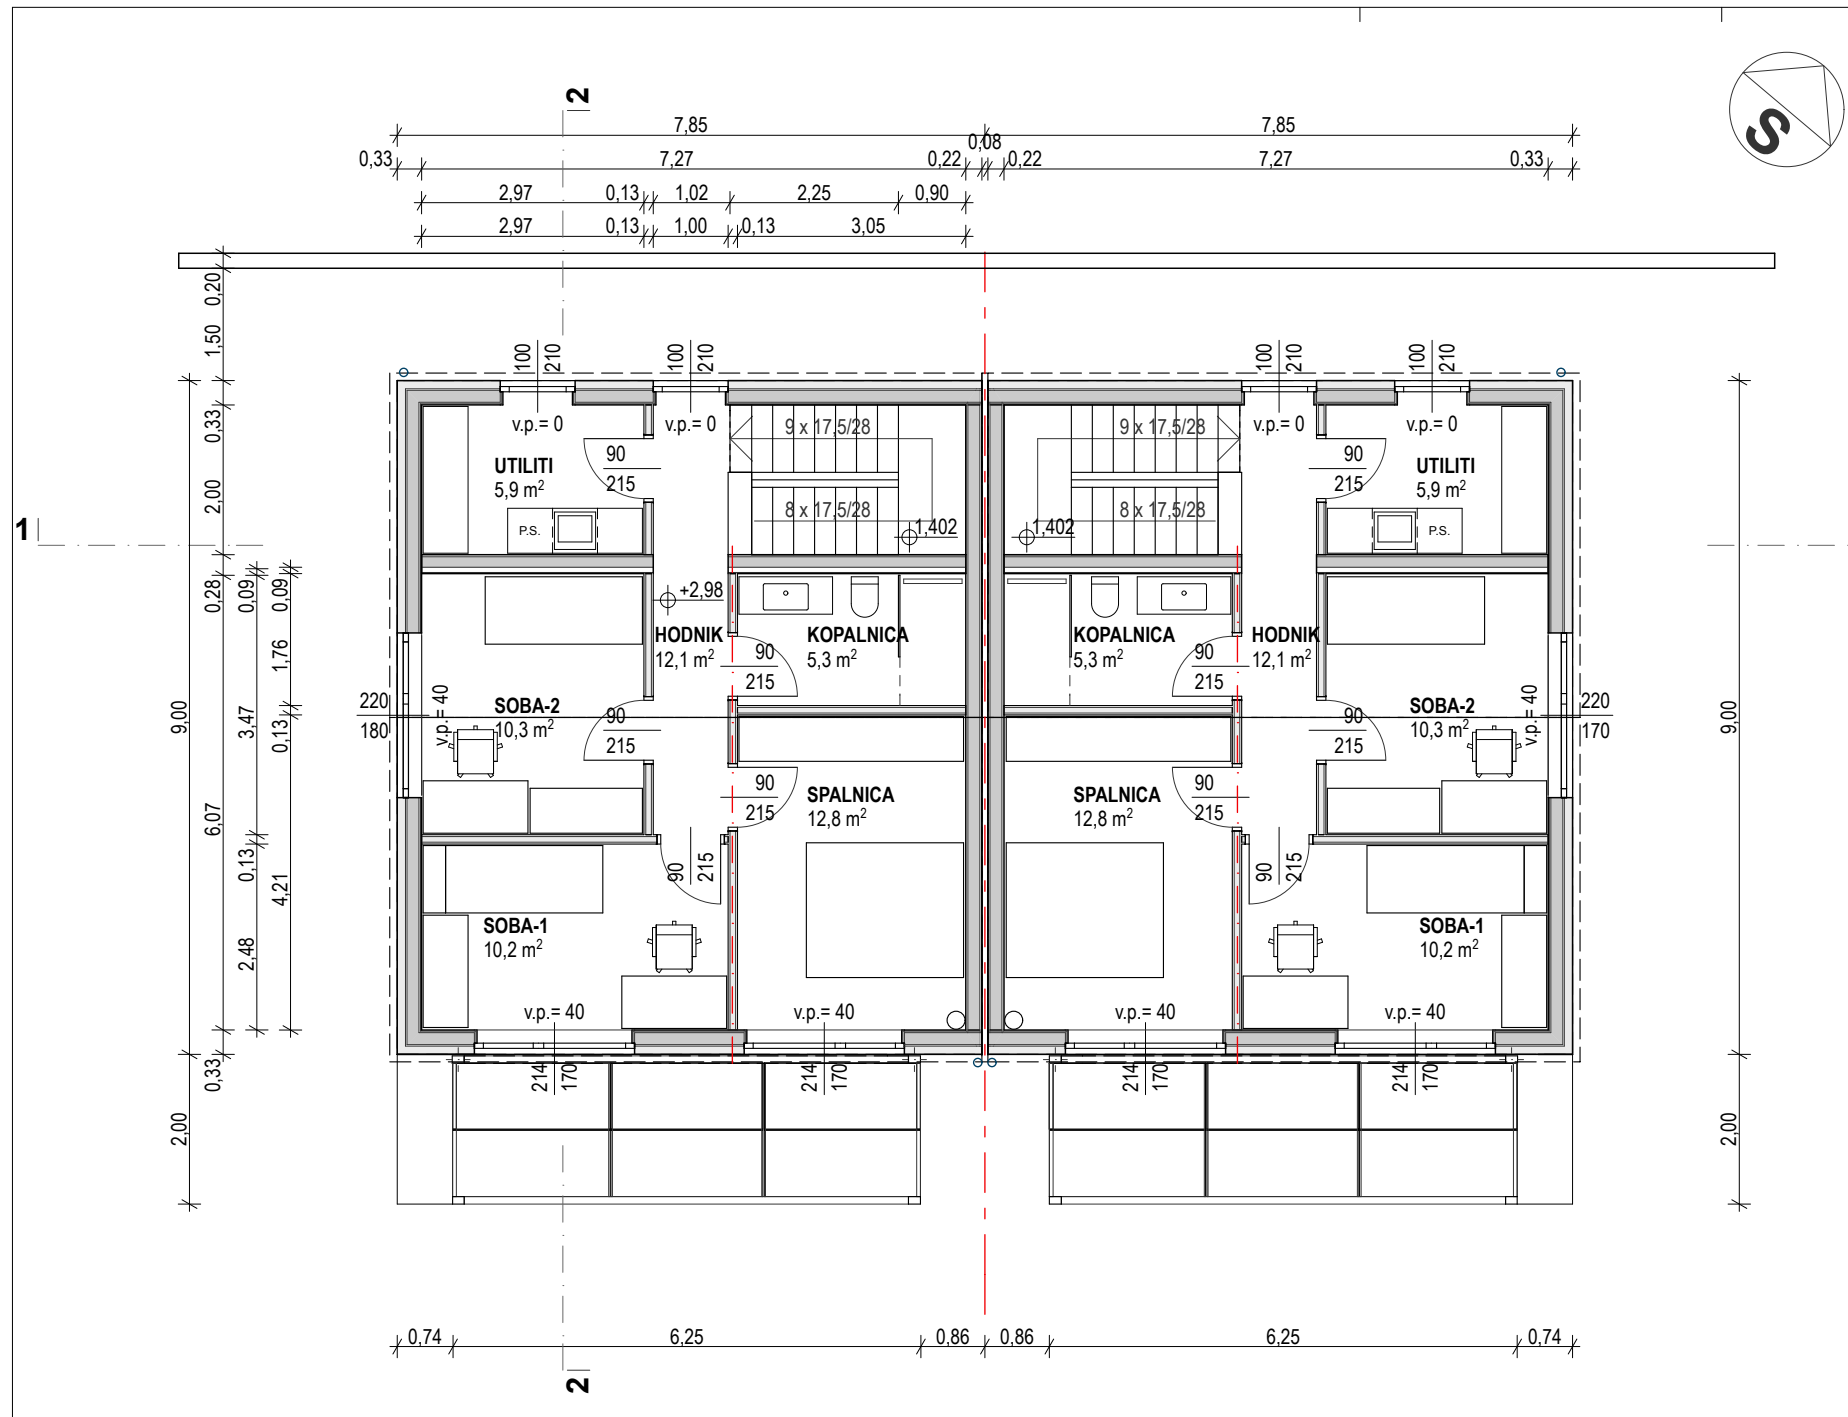 2
S
7,85 7,85
0,08
0,33 7,27 0,22 0,22 7,27 0,33
2,97 0,13 1,02 2,25 0,90
2,97 0,13 1,00 0,13 3,05
0,20
1,50
0,33
2,00
0,28
6,07
0,33
9,00
2,00
0,09
3,47
0,13
2,48
0,09
1,76
0,13
4,21
1
100 210
100 210
100 210
100 210
v.p.= 0
v.p.= 0
v.p.= 0
v.p.= 0
9 x 17,5/28
9 x 17,5/28
8 x 17,5/28
8 x 17,5/28
UTILITI
5,9 m²
90
215
P.S.
1,402
1,402
90
215
UTILITI
5,9 m²
P.S.
+2,98
HODNIK
12,1 m²
KOPALNICA
5,3 m²
90
215
KOPALNICA
5,3 m²
90
215
HODNIK
12,1 m²
220
180
v.p.= 40
SOBA-2
10,3 m²
90
215
90
215
SOBA-2
10,3 m²
v.p.= 40
220
170
90
215
SPALNICA
12,8 m²
SPALNICA
12,8 m²
90
215
90 215
90 215
SOBA-1
10,2 m²
SOBA-1
10,2 m²
v.p.= 40
v.p.= 40
v.p.= 40
v.p.= 40
214 170
214 170
214 170
214 170
9,00
2,00
0,74 6,25 0,86 0,86 6,25 0,74
2